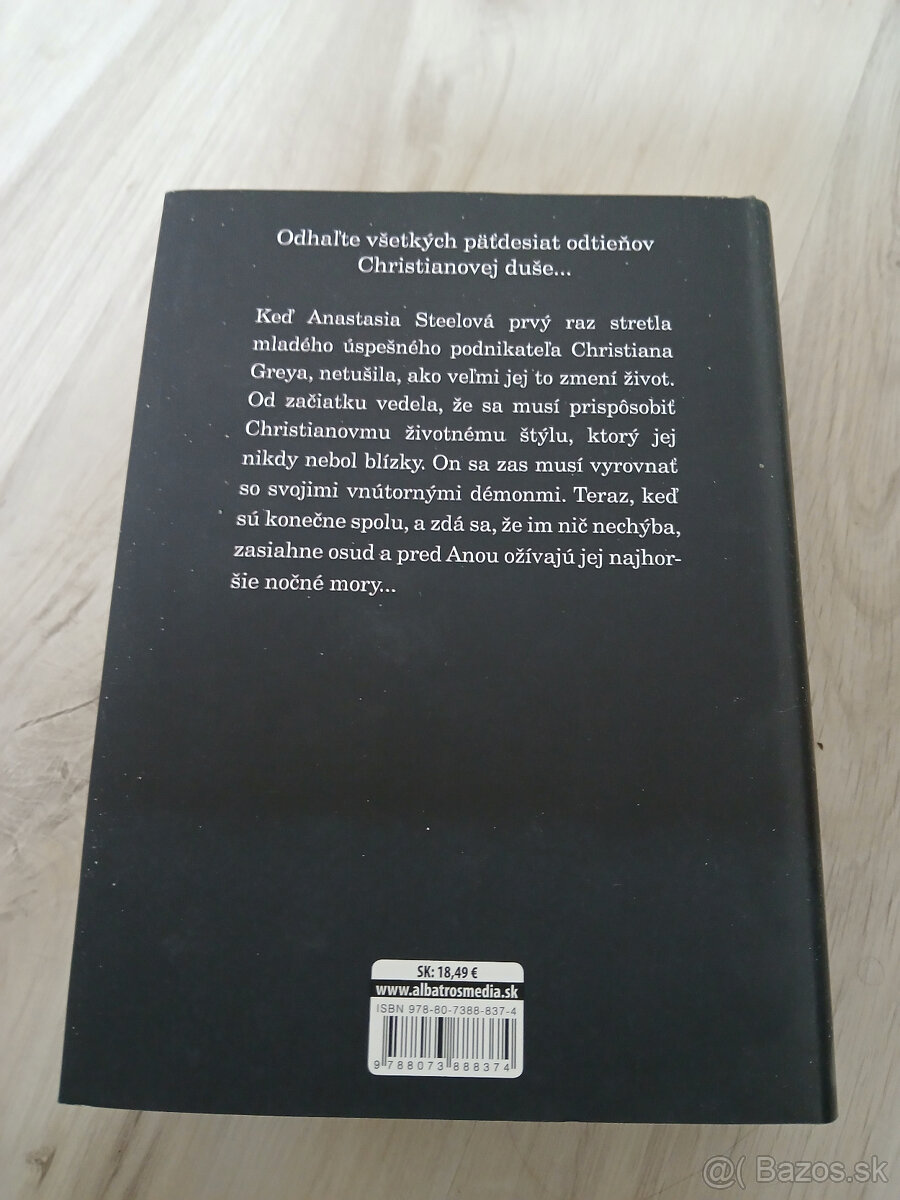 Odhaľte všetkých päťdesiat odtieňov
Christianovej duše...
Keď Anastasia Steelová prvý raz stretla
mladého úspešného podnikateľa Christiana
Greya, netušila, ako veľmi jej to zmení život.
Od začiatku vedela, že sa musí prispôsobiť
Christianovmu životnému štýlu, ktorý jej
nikdy nebol blízky. On sa zas musí vyrovnať
so svojimi vnútornými démonmi. Teraz, keď
sú konečne spolu, a zdá sa, že im nič nechýba,
zasiahne osud a pred Anou ožívajú jej najhor-
šie nočné mory...
SK: 18,49 €
www.albatrosmedia.sk
ISBN 978-80-7388-837-4
9 788073 888374
@( Bazos.sk